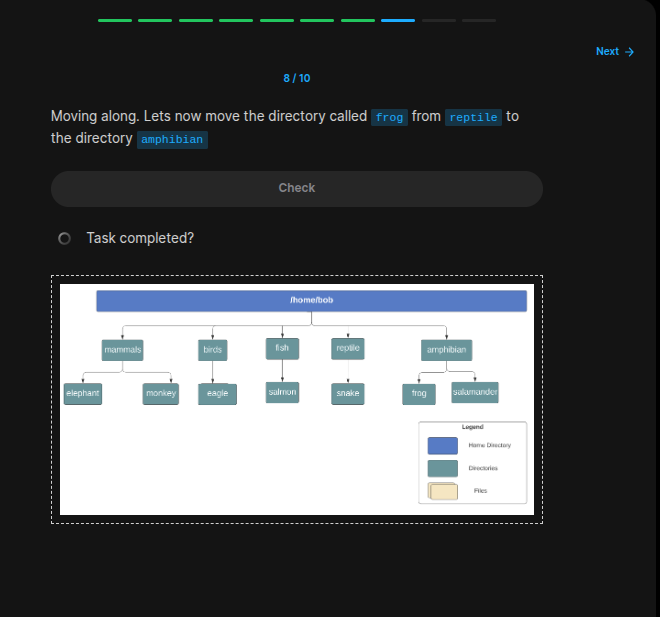 Next →
8 / 10
Moving along. Lets now move the directory called frog from reptile to
the directory amphibian
Check
Task completed?
/home/bob
mammals birds fish reptile amphibian
elephant monkey eagle salmon snake frog salamander
Legend
Home Directory
Directories
Files